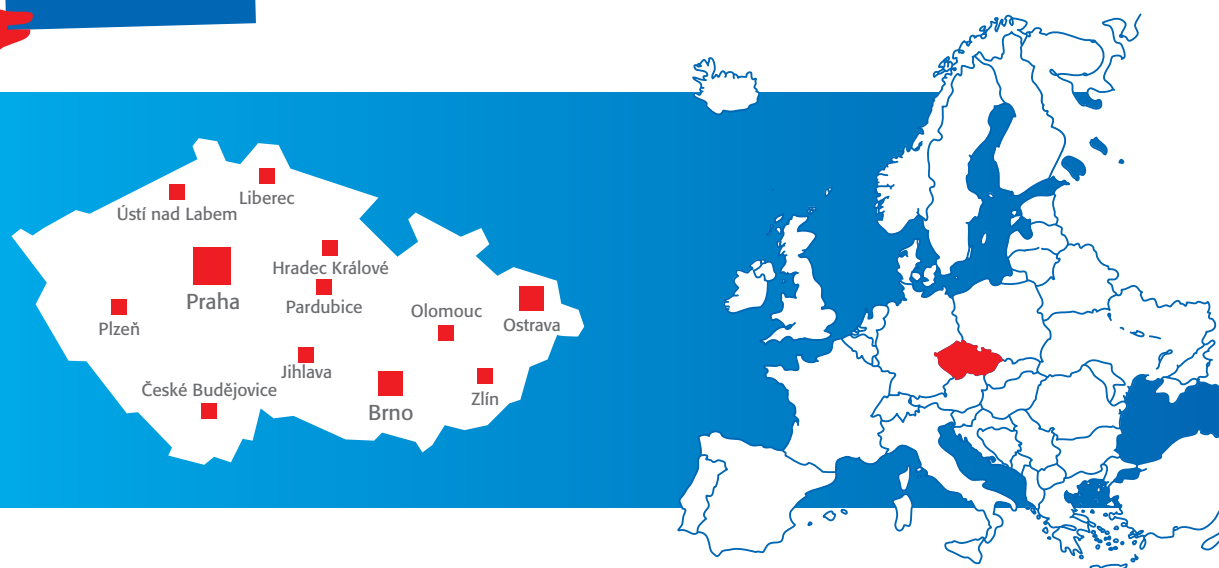 Liberec
Ústí nad Labem
Hradec Králové
Praha
Pardubice
Olomouc
Ostrava
Plzeň
Jihlava
České Budějovice
Zlín
Brno